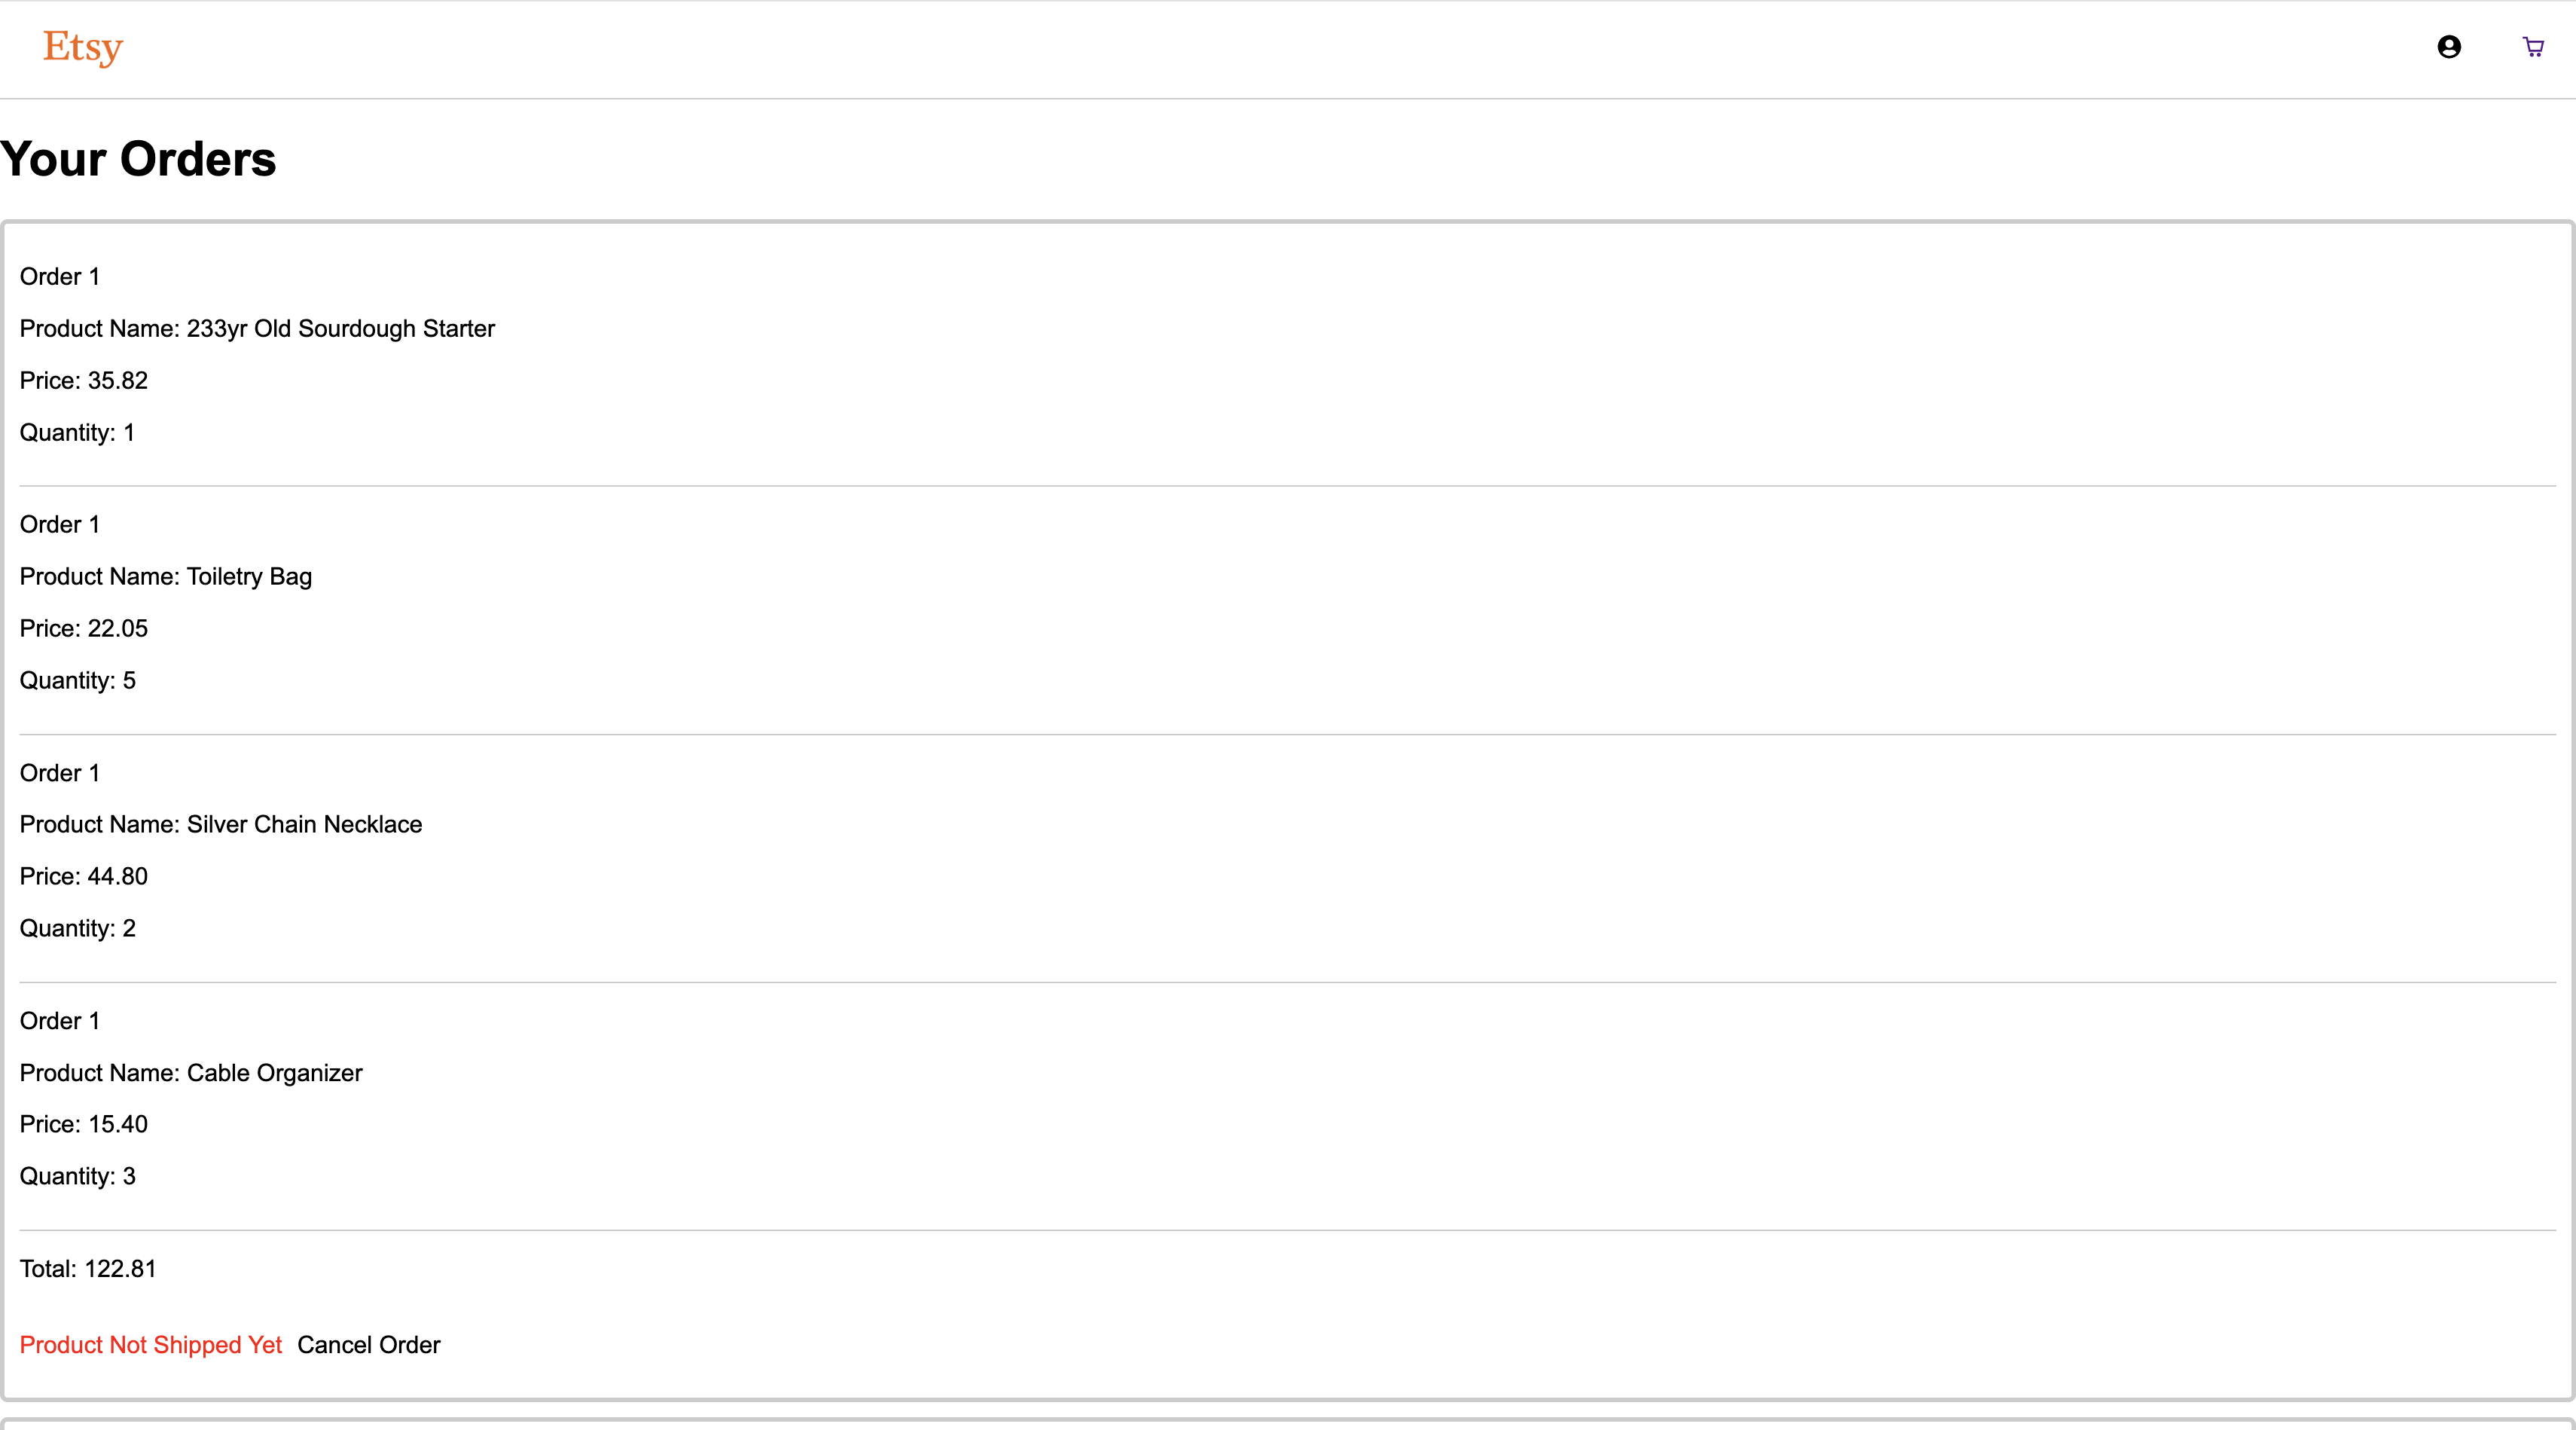 Etsy
Your Orders
Order 1
Product Name: 233yr Old Sourdough Starter
Price: 35.82
Quantity: 1
Order 1
Product Name: Toiletry Bag
Price: 22.05
Quantity: 5
Order 1
Product Name: Silver Chain Necklace
Price: 44.80
Quantity: 2
Order 1
Product Name: Cable Organizer
Price: 15.40
Quantity: 3
Total: 122.81
Product Not Shipped Yet Cancel Order